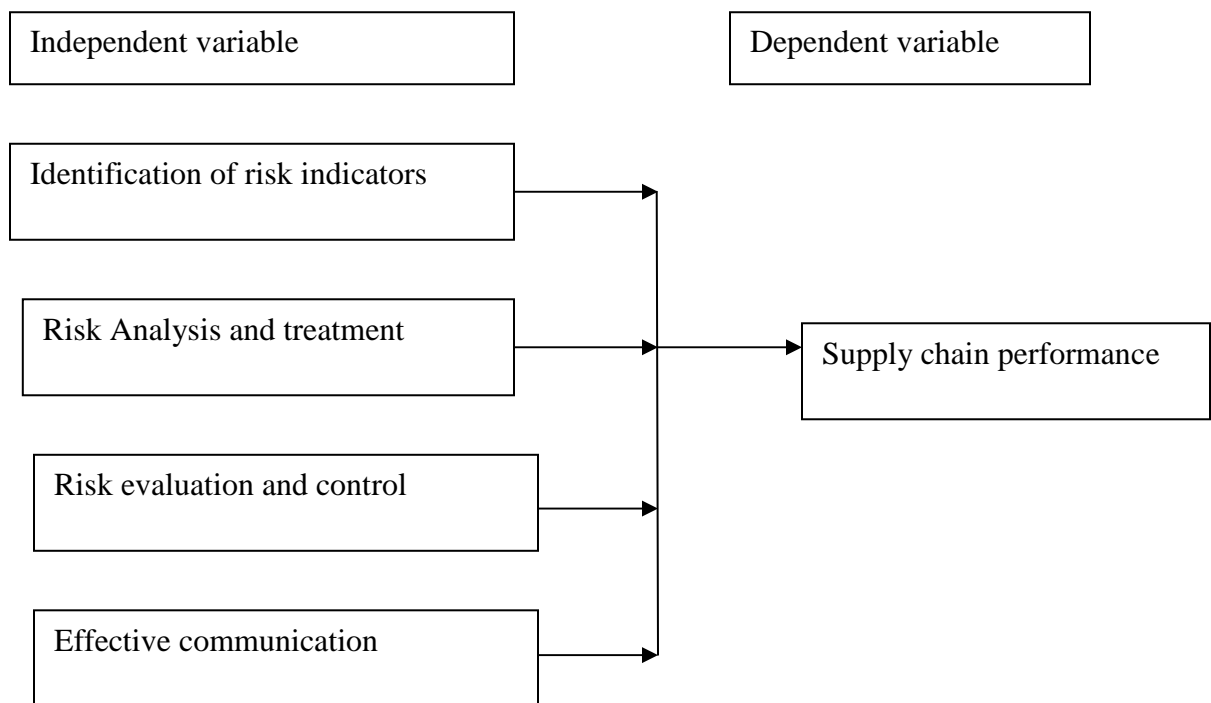 Independent variable
Dependent variable
Identification of risk indicators
Risk Analysis and treatment
Supply chain performance
Risk evaluation and control
Effective communication